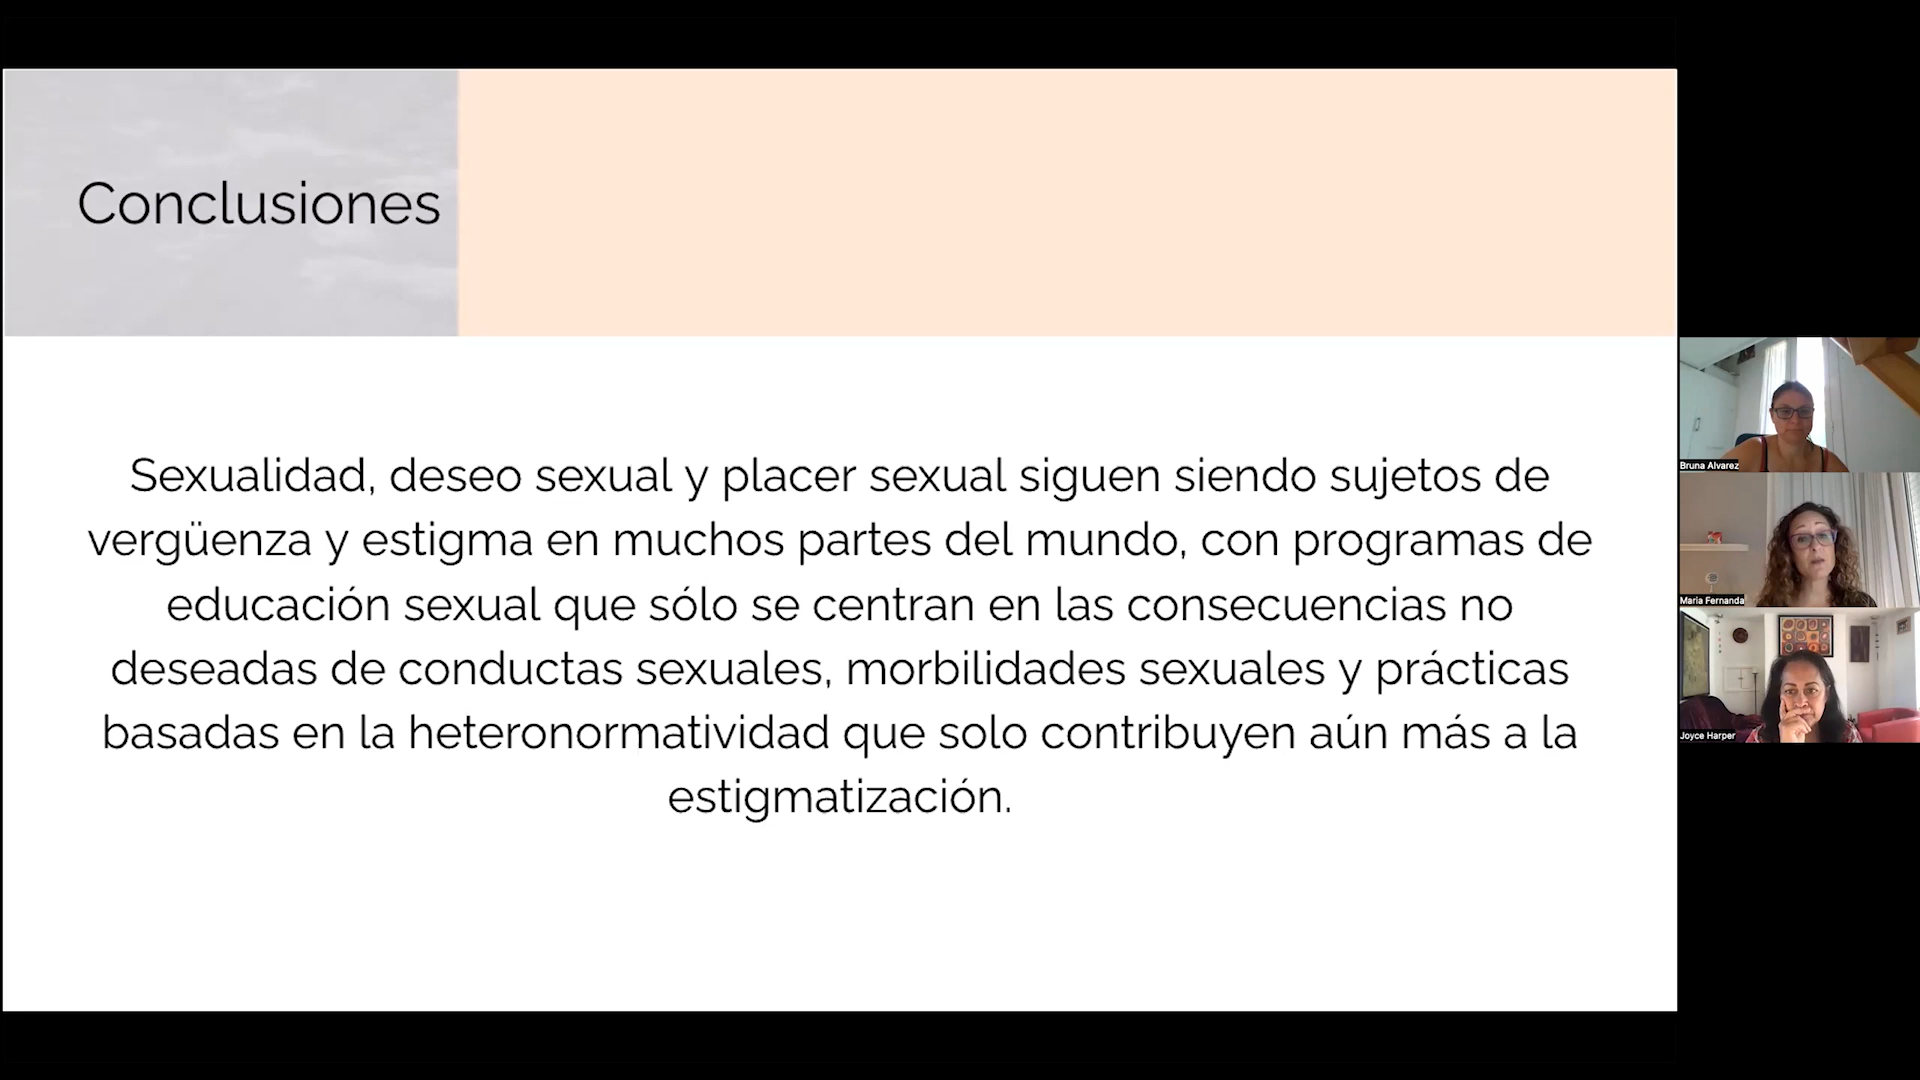 Conclusiones
Sexualidad, deseo sexual y placer sexual siguen siendo sujetos de
vergüenza y estigma en muchos partes del mundo, con programas de
educación sexual que sólo se centran en las consecuencias no
deseadas de conductas sexuales, morbilidades sexuales y prácticas
basadas en la heteronormatividad que solo contribuyen aún más a la
estigmatización.
Bruna Alvarez
María Fernanda
Joyce Harper